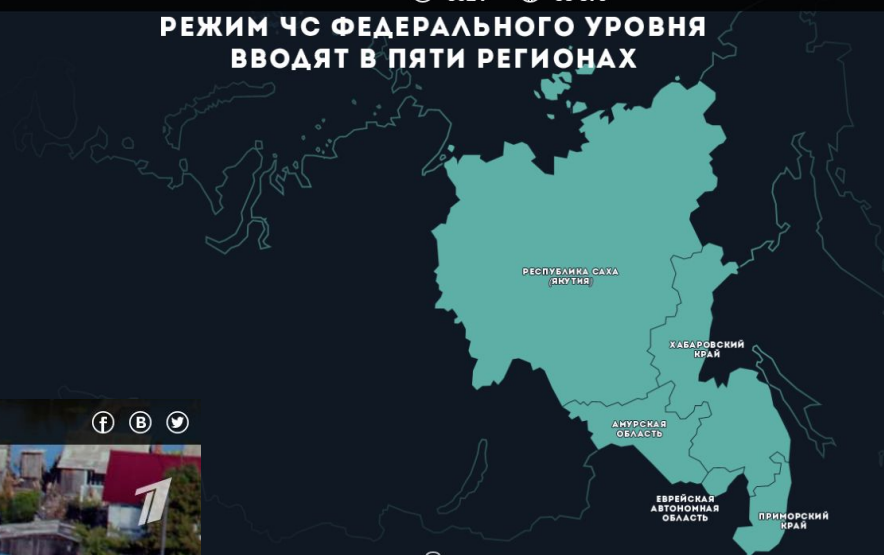 РЕЖИМ ЧС ФЕДЕРАЛЬНОГО УРОВНЯ
ВВОДЯТ В ПЯТИ РЕГИОНАХ
РЕСПУБЛИКА САХА
(ЯКУТИЯ)
ХАБАРОВСКИЙ
КРАЙ
АМУРСКАЯ
ОБЛАСТЬ
ЕВРЕЙСКАЯ
АВТОНОМНАЯ
ОБЛАСТЬ
ПРИМОРСКИЙ
КРАЙ